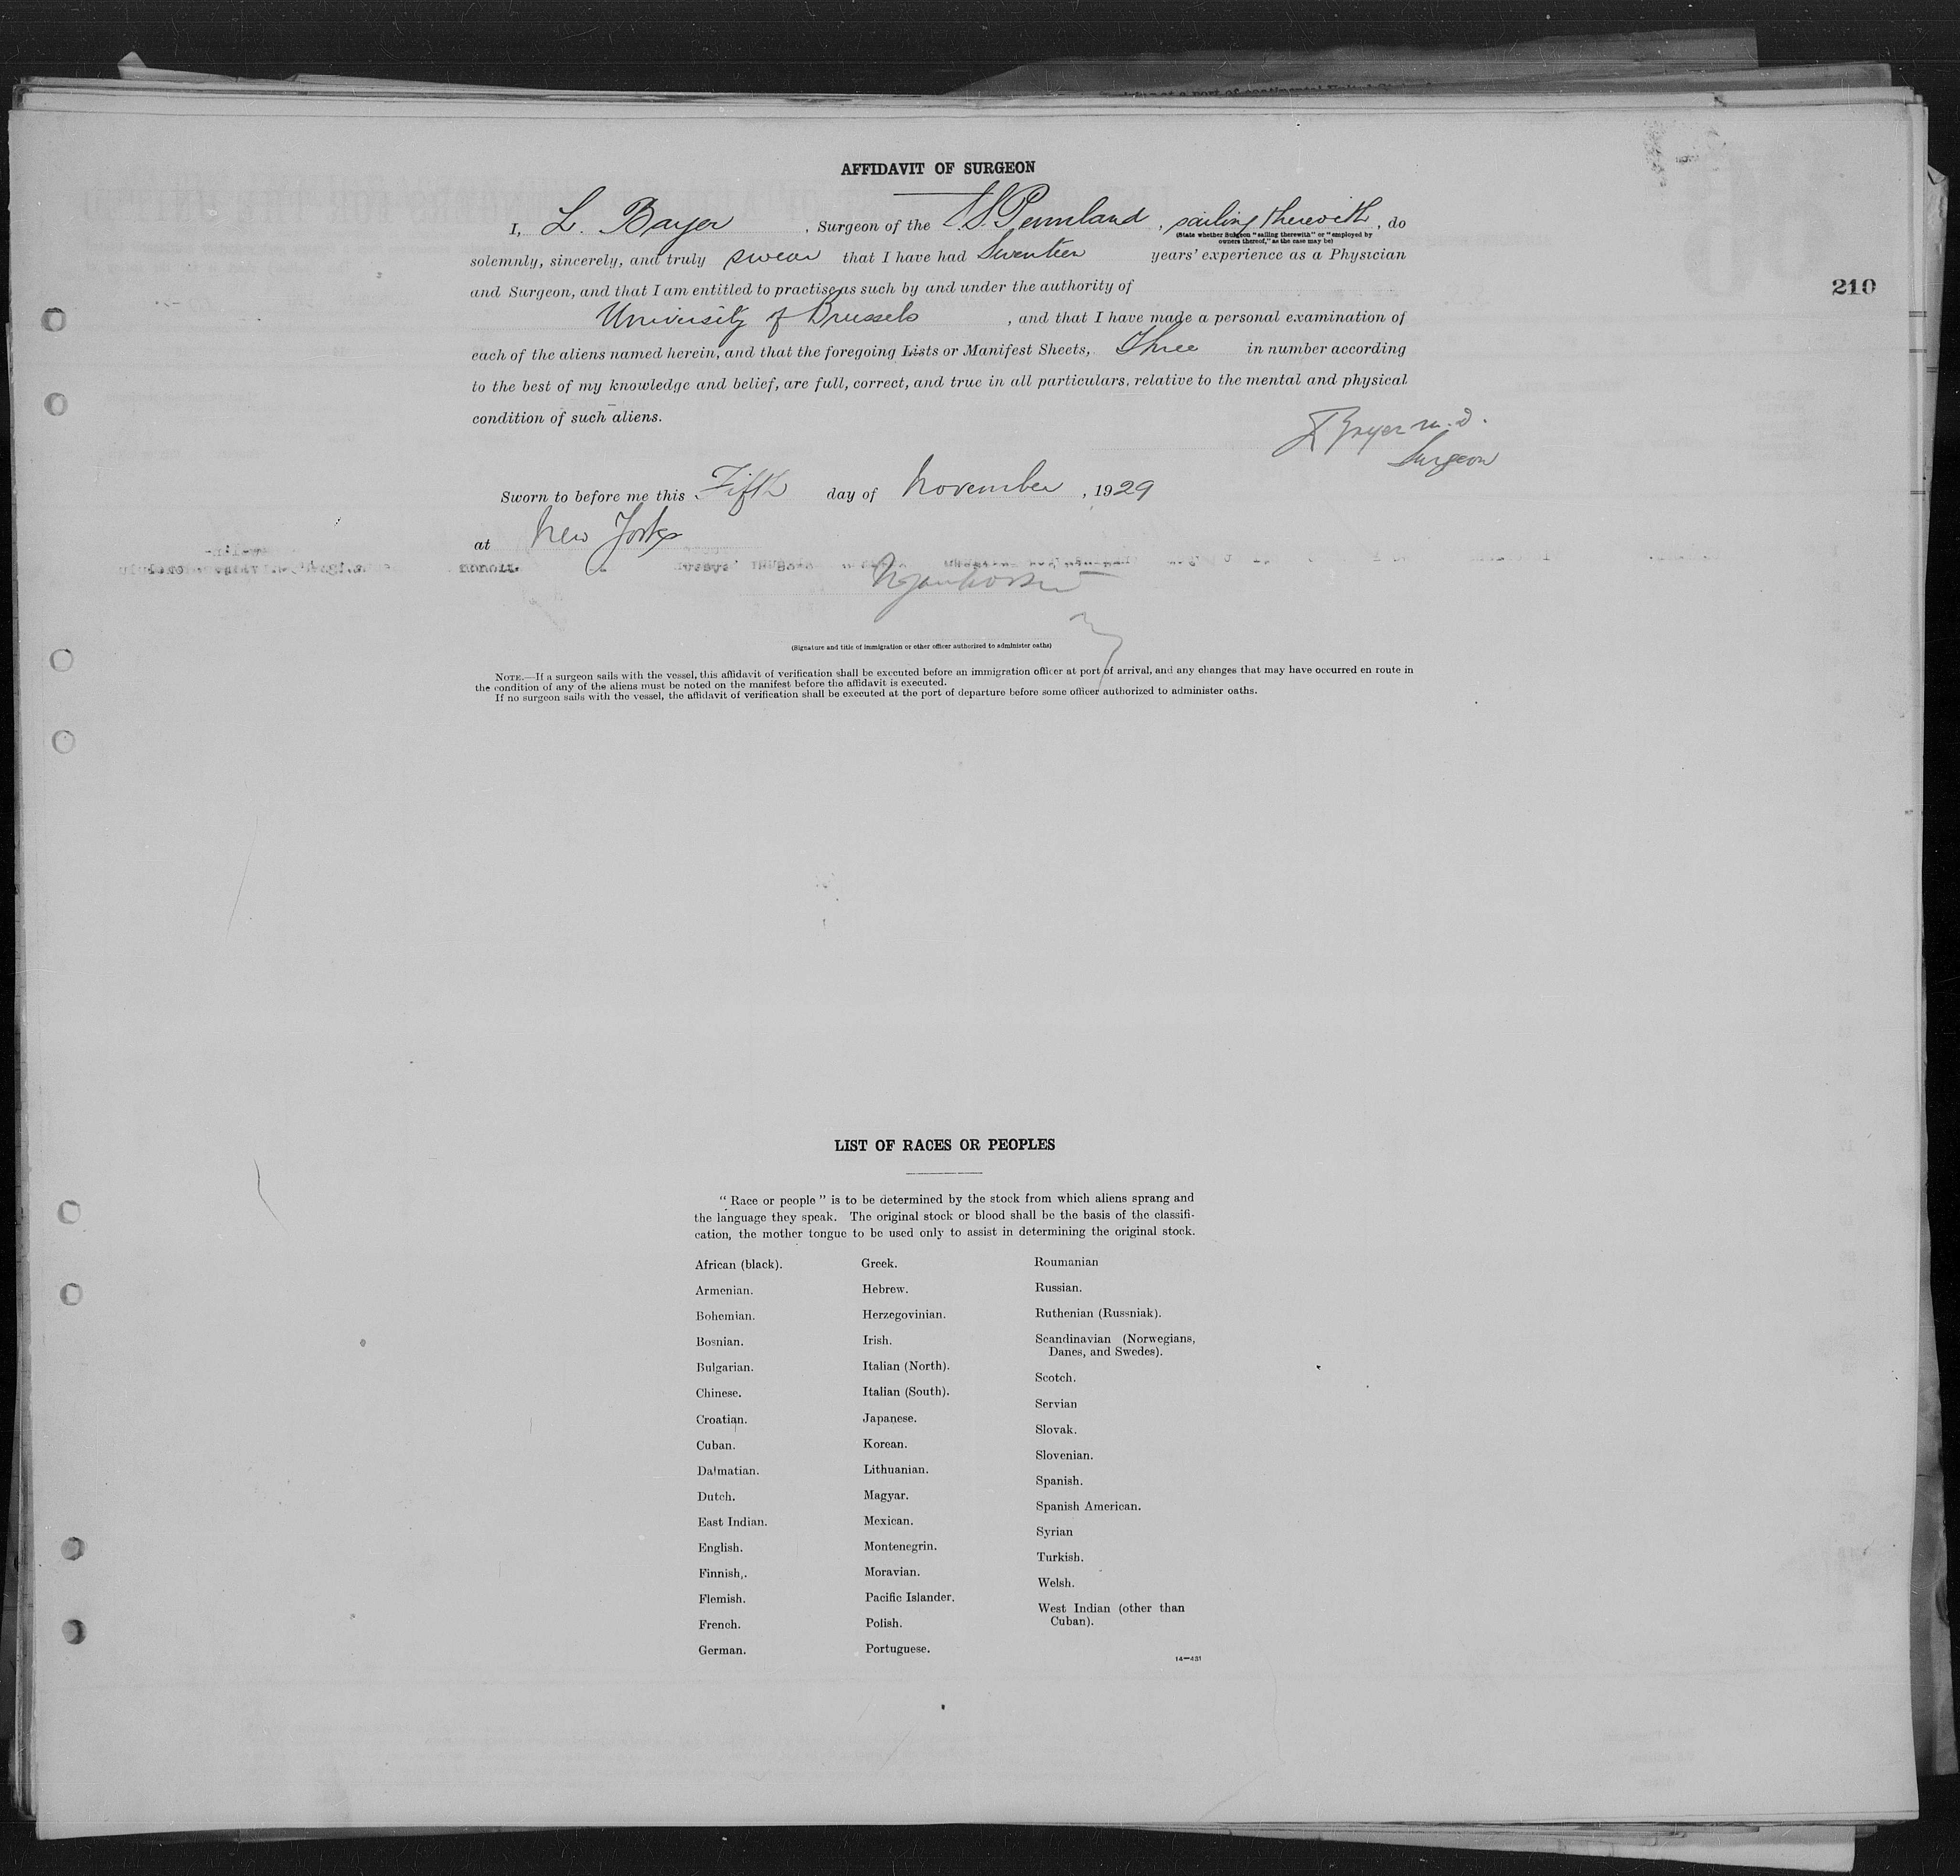 AFFIDAVIT OF SURGEON
I, L. Bayer, Surgeon of the SS. Pennland, sailing therewith, do
(State whether Surgeon "sailing therewith" or "employed by
owners thereof," as the case may be)
solemnly, sincerely, and truly swear that I have had Seventeen years' experience as a Physician
and Surgeon, and that I am entitled to practise as such by and under the authority of
210
University of Brussels, and that I have made a personal examination of
each of the aliens named herein, and that the foregoing Lists or Manifest Sheets, Three in number according
to the best of my knowledge and belief, are full, correct, and true in all particulars, relative to the mental and physical
condition of such aliens.
L Bayer M.D.
Surgeon
Sworn to before me this Fifth day of November, 1929
at New York
(Signature and title of immigration or other officer authorized to administer oaths)
NOTE.—If a surgeon sails with the vessel, this affidavit of verification shall be executed before an immigration officer at port of arrival, and any changes that may have occurred en route in
the condition of any of the aliens must be noted on the manifest before the affidavit is executed.
If no surgeon sails with the vessel, the affidavit of verification shall be executed at the port of departure before some officer authorized to administer oaths.
LIST OF RACES OR PEOPLES
"Race or people" is to be determined by the stock from which aliens sprang and
the language they speak. The original stock or blood shall be the basis of the classifi-
cation, the mother tongue to be used only to assist in determining the original stock.
African (black).
Armenian.
Bohemian.
Bosnian.
Bulgarian.
Chinese.
Croatian.
Cuban.
Dalmatian.
Dutch.
East Indian.
English.
Finnish.
Flemish.
French.
German.
Greek.
Hebrew.
Herzegovinian.
Irish.
Italian (North).
Italian (South).
Japanese.
Korean.
Lithuanian.
Magyar.
Mexican.
Montenegrin.
Moravian.
Pacific Islander.
Polish.
Portuguese.
Roumanian
Russian.
Ruthenian (Russniak).
Scandinavian (Norwegians,
Danes, and Swedes).
Scotch.
Servian
Slovak.
Slovenian.
Spanish.
Spanish American.
Syrian
Turkish.
Welsh.
West Indian (other than
Cuban).
14—431